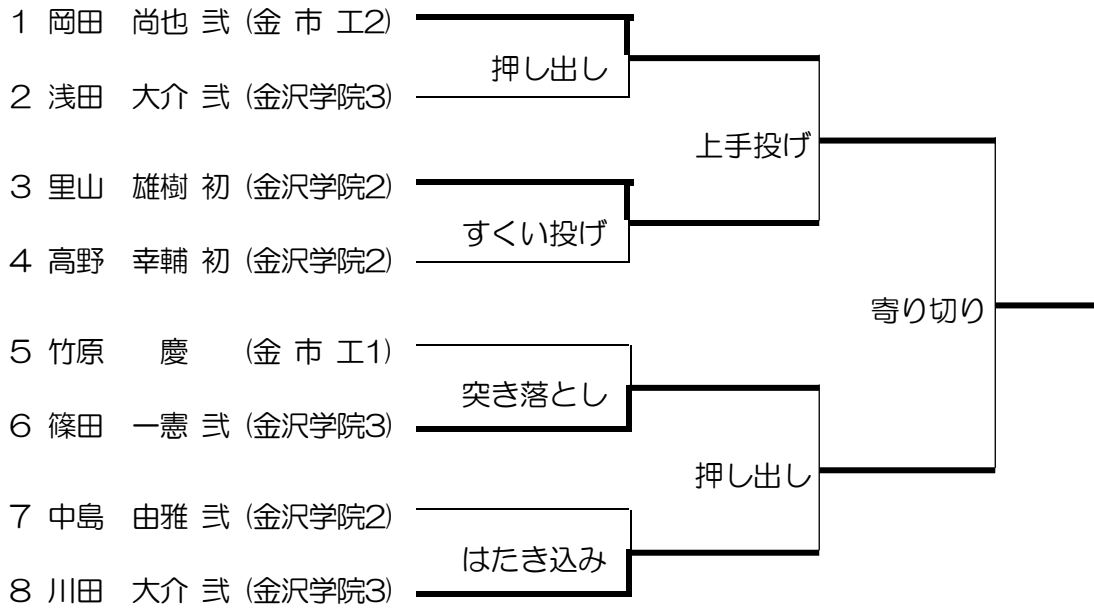 1 岡田 尚也 弐 (金 市 工2)
押し出し
2 浅田 大介 弐 (金沢学院3)
上手投げ
3 里山 雄樹 初 (金沢学院2)
すくい投げ
4 高野 幸輔 初 (金沢学院2)
寄り切り
5 竹原 慶 (金 市 工1)
突き落とし
6 篠田 一憲 弐 (金沢学院3)
押し出し
7 中島 由雅 弐 (金沢学院2)
はたき込み
8 川田 大介 弐 (金沢学院3)